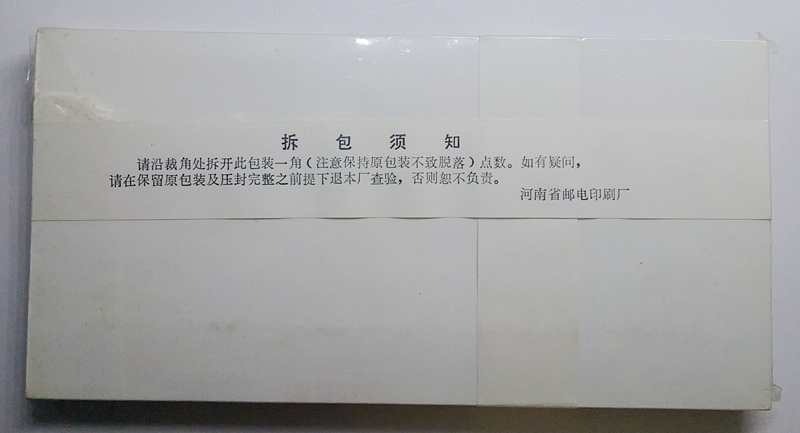 拆包须知
请沿裁角处拆开此包装一角(注意保持原包装不致脱落)点数。如有疑问,
请在保留原包装及压封完整之前提下退本厂查验,否则恕不负责。
河南省邮电印刷厂